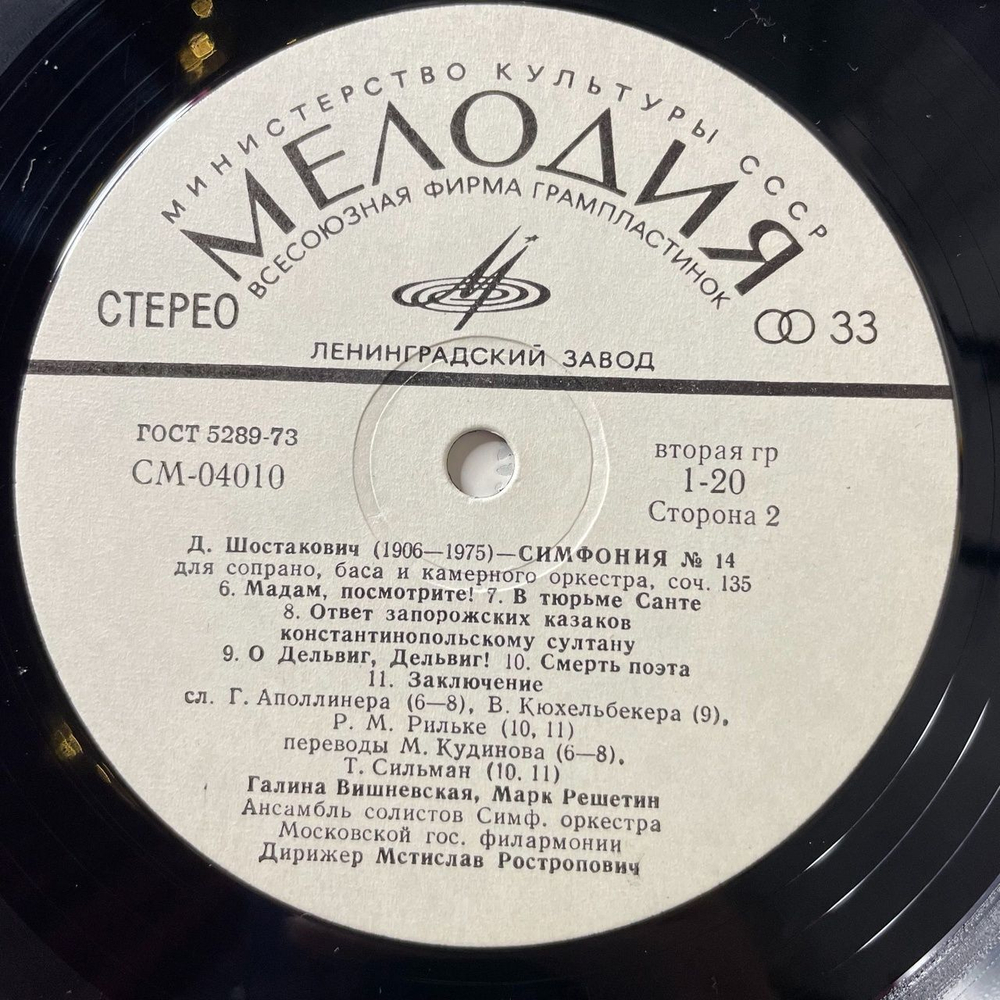 МИНИСТЕРСТВО КУЛЬТУРЫ СССР
МЕЛОДИЯ
ВСЕСОЮЗНАЯ ФИРМА ГРАМПЛАСТИНОК
СТЕРЕО
33
ЛЕНИНГРАДСКИЙ ЗАВОД
ГОСТ 5289-73
СМ-04010
вторая гр
1-20
Сторона 2
Д. Шостакович (1906—1975)—СИМФОНИЯ № 14
для сопрано, баса и камерного оркестра, соч. 135
6. Мадам, посмотрите! 7. В тюрьме Санте
8. Ответ запорожских казаков
константинопольскому султану
9. О Дельвиг, Дельвиг! 10. Смерть поэта
11. Заключение
сл. Г. Аполлинера (6—8), В. Кюхельбекера (9),
Р. М. Рильке (10, 11)
переводы М. Кудинова (6—8),
Т. Сильман (10, 11)
Галина Вишневская, Марк Решетин
Ансамбль солистов Симф. оркестра
Московской гос. филармонии
Дирижер Мстислав Ростропович